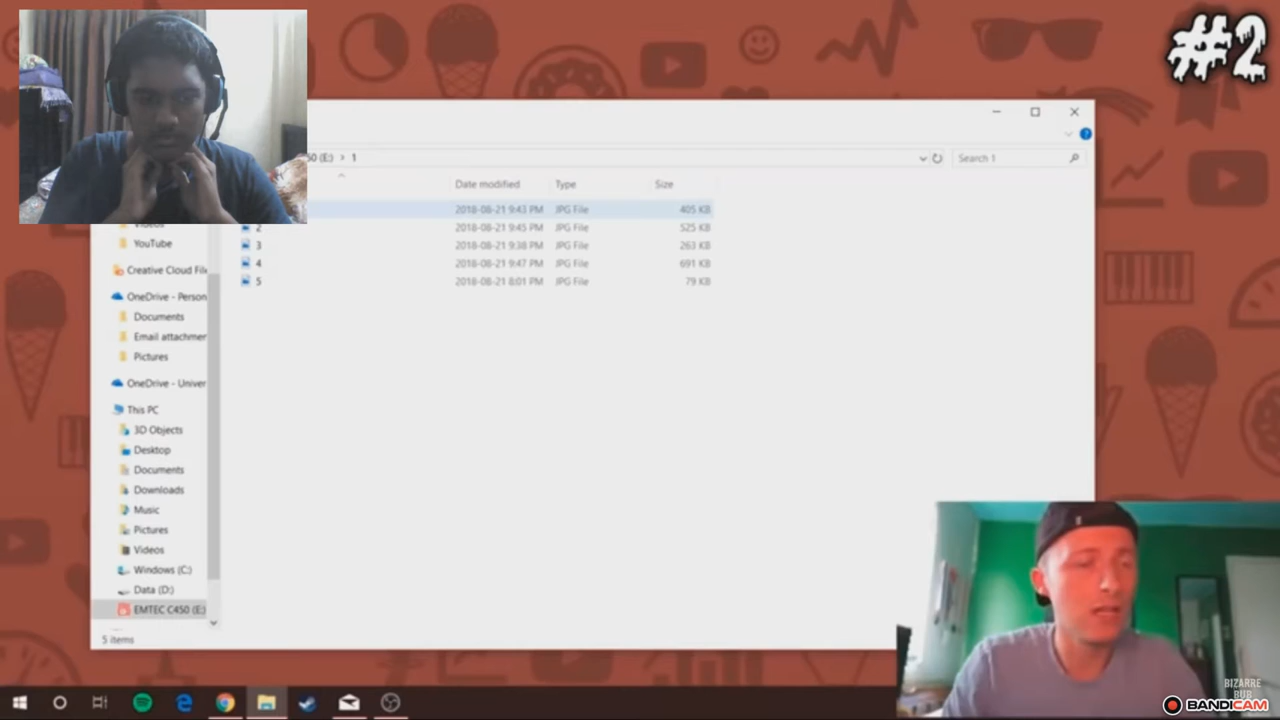 #2
50 (E:) > 1
Search 1
Date modified Type Size
2018-08-21 9:43 PM JPG File 405 KB
2 2018-08-21 9:45 PM JPG File 525 KB
3 2018-08-21 9:38 PM JPG File 263 KB
4 2018-08-21 9:47 PM JPG File 691 KB
5 2018-08-21 8:01 PM JPG File 79 KB
Videos
YouTube
Creative Cloud Fil
OneDrive - Person
Documents
Email attachmer
Pictures
OneDrive - Univer
This PC
3D Objects
Desktop
Documents
Downloads
Music
Pictures
Videos
Windows (C:)
Data (D:)
EMTEC C450 (E:)
5 items
BIZARRE
BUB
BANDICAM